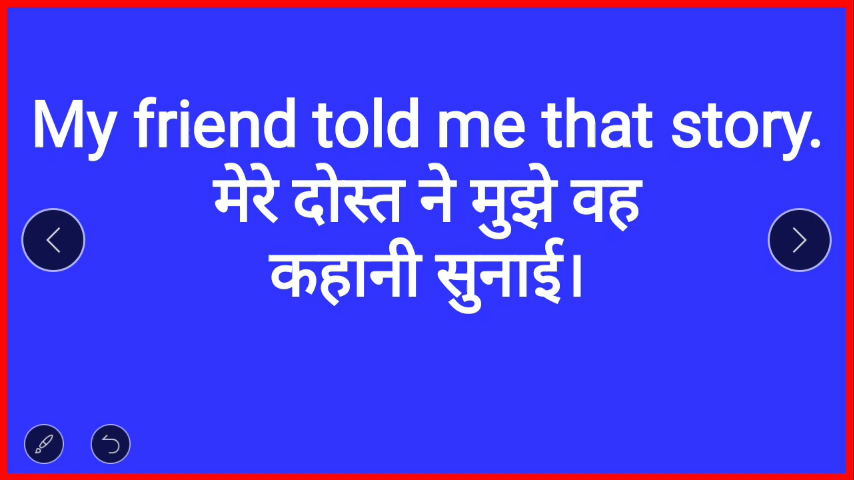 My friend told me that story.
मेरे दोस्त ने मुझे वह
कहानी सुनाई।